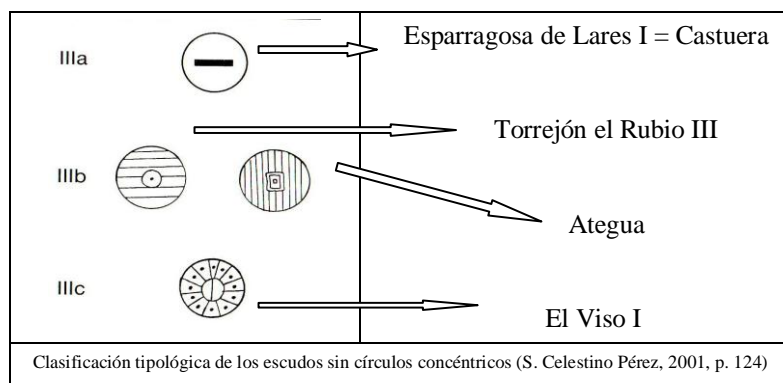 IIIa
Esparragosa de Lares I = Castuera
Torrejón el Rubio III
IIIb
Ategua
IIIc
El Viso I
Clasificación tipológica de los escudos sin círculos concéntricos (S. Celestino Pérez, 2001, p. 124)